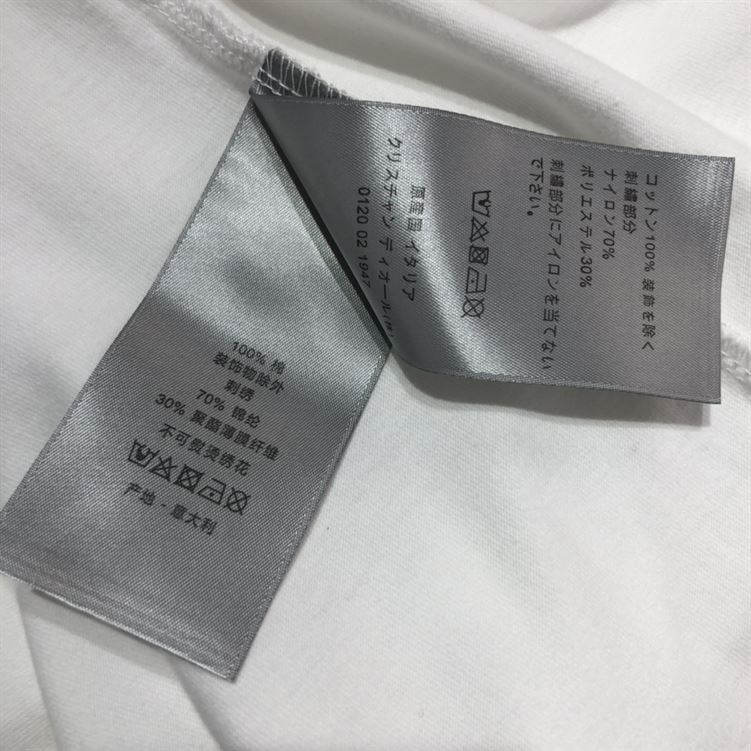 コットン100% 装飾を除く
刺繍部分
ナイロン70%
ポリエステル30%
刺繍部分にアイロンを当てない
で下さい。
原産国 イタリア
クリスチャン ディオール(株)
0120 02 1947
100% 棉
装饰物除外
刺绣
70% 锦纶
30% 聚酯薄膜纤维
不可熨烫绣花
产地 - 意大利